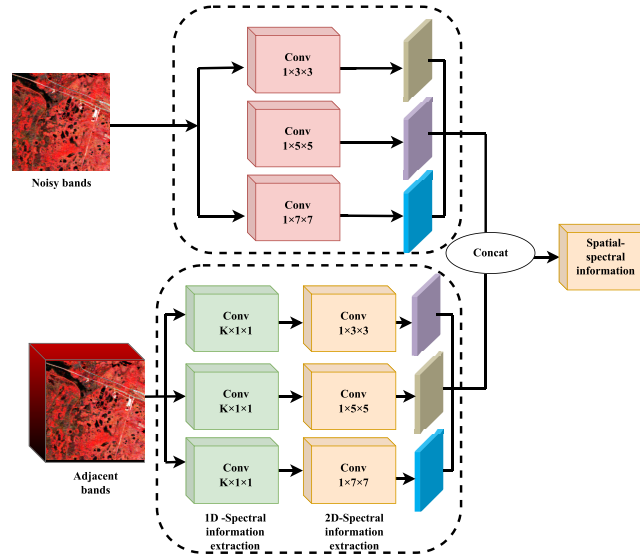 Conv
1×3×3
Noisy bands
Conv
1×5×5
Conv
1×7×7
Concat
Spatial-
spectral
information
Conv
K×1×1
Conv
1×3×3
Conv
K×1×1
Conv
1×5×5
Conv
K×1×1
Conv
1×7×7
Adjacent
bands
1D -Spectral
information
extraction
2D-Spectral
information
extraction